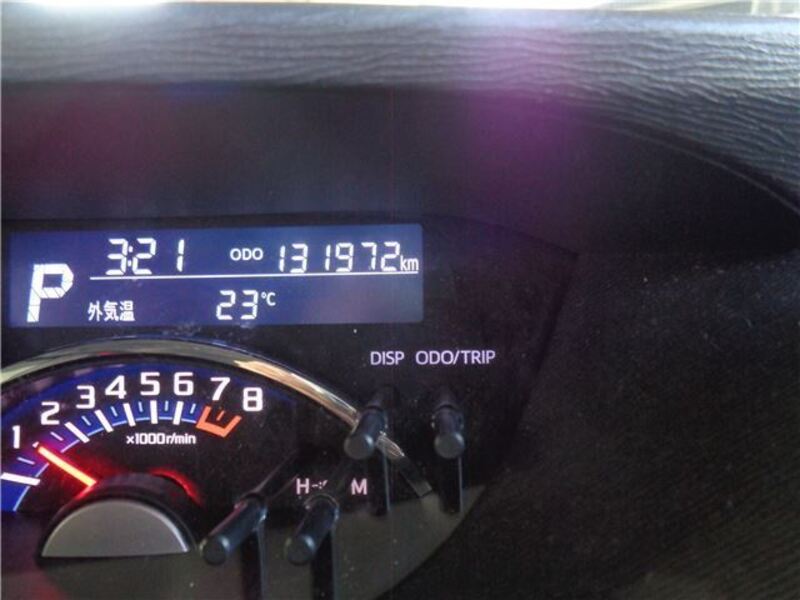 P 3:21 ODO 131972km
外気温 23℃
DISP ODO/TRIP
1 2 3 4 5 6 7 8
×1000r/min
H M